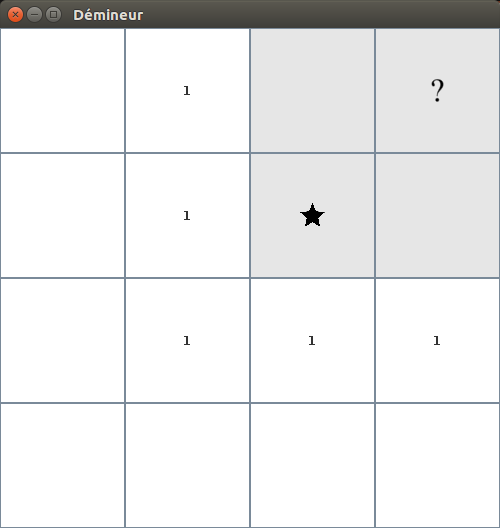 Démineur
1 ?
1 ★
1 1 1